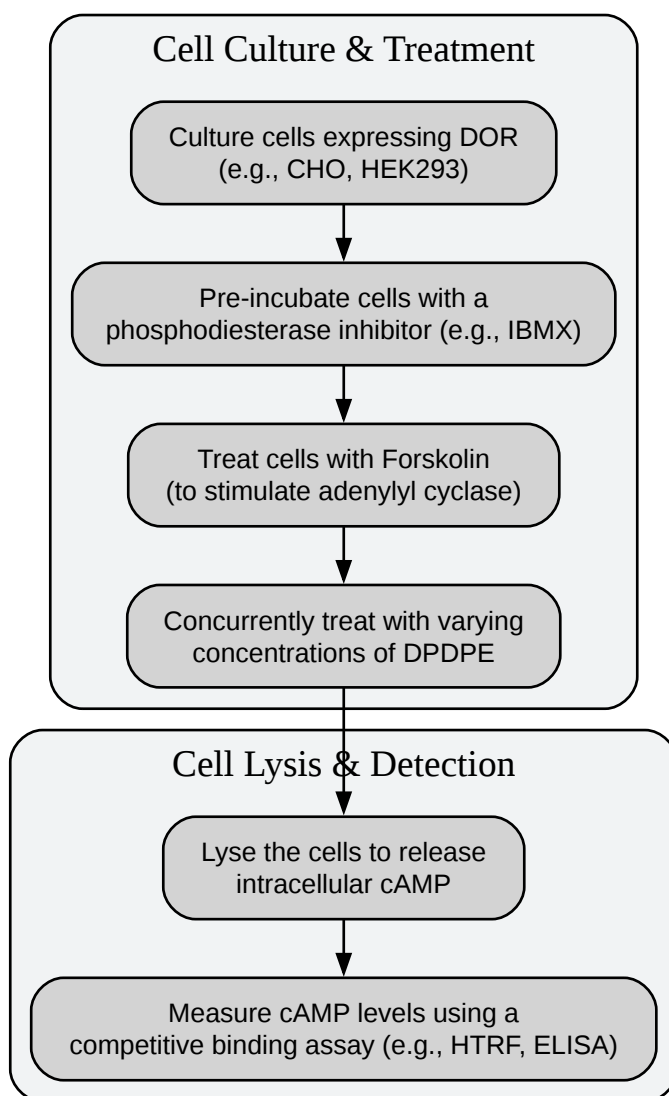 Cell Culture & Treatment
Culture cells expressing DOR
(e.g., CHO, HEK293)
Pre-incubate cells with a
phosphodiesterase inhibitor (e.g., IBMX)
Treat cells with Forskolin
(to stimulate adenylyl cyclase)
Concurrently treat with varying
concentrations of DPDPE
Cell Lysis & Detection
Lyse the cells to release
intracellular cAMP
Measure cAMP levels using a
competitive binding assay (e.g., HTRF, ELISA)